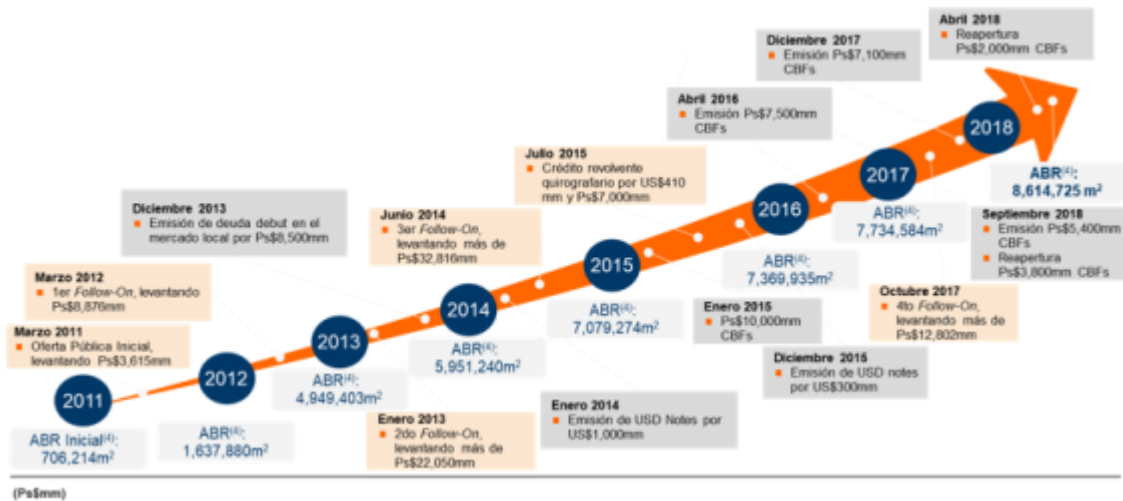 Abril 2018
▪ Reapertura
Ps$2,000mm CBFs
Diciembre 2017
▪ Emisión Ps$7,100mm
CBFs
Abril 2016
▪ Emisión Ps$7,500mm
CBFs
Julio 2015
▪ Crédito revolvente
quirografario por US$410
mm y Ps$7,000mm
Diciembre 2013
▪ Emisión de deuda debut en el
mercado local por Ps$8,500mm
Junio 2014
▪ 3er Follow-On,
levantando más de
Ps$32,816mm
Marzo 2012
▪ 1er Follow-On, levantando
Ps$8,876mm
Marzo 2011
▪ Oferta Pública Inicial,
levantando Ps$3,615mm
2011
2012
2013
2014
2015
2016
2017
2018
ABR Inicial(4):
706,214m²
ABR(4):
1,637,880m²
ABR(4):
4,949,403m²
ABR(4):
5,951,240m²
ABR(4):
7,079,274m²
ABR(4):
7,369,935m²
ABR(4):
7,734,584m²
ABR(4):
8,614,725 m²
Enero 2013
▪ 2do Follow-On,
levantando más de
Ps$22,050mm
Enero 2014
▪ Emisión de USD Notes por
US$1,000mm
Enero 2015
▪ Ps$10,000mm
CBFs
Diciembre 2015
▪ Emisión de USD notes
por US$300mm
Octubre 2017
▪ 4to Follow-On,
levantando más de
Ps$12,802mm
Septiembre 2018
▪ Emisión Ps$5,400mm
CBFs
▪ Reapertura
Ps$3,800mm CBFs
(Ps$mm)